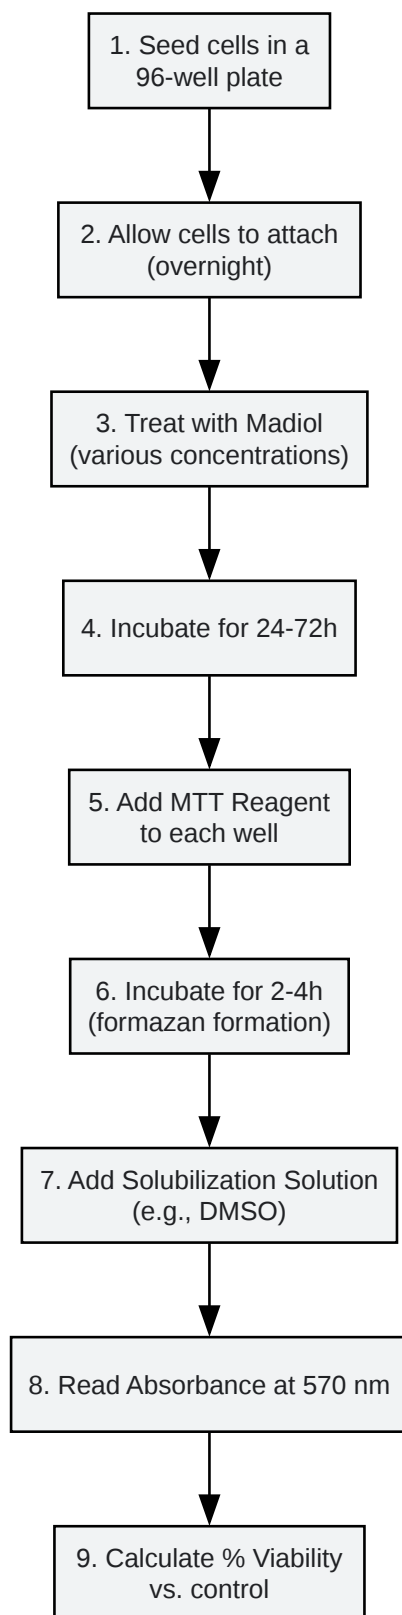 1. Seed cells in a
96-well plate
2. Allow cells to attach
(overnight)
3. Treat with Madiol
(various concentrations)
4. Incubate for 24-72h
5. Add MTT Reagent
to each well
6. Incubate for 2-4h
(formazan formation)
7. Add Solubilization Solution
(e.g., DMSO)
8. Read Absorbance at 570 nm
9. Calculate % Viability
vs. control